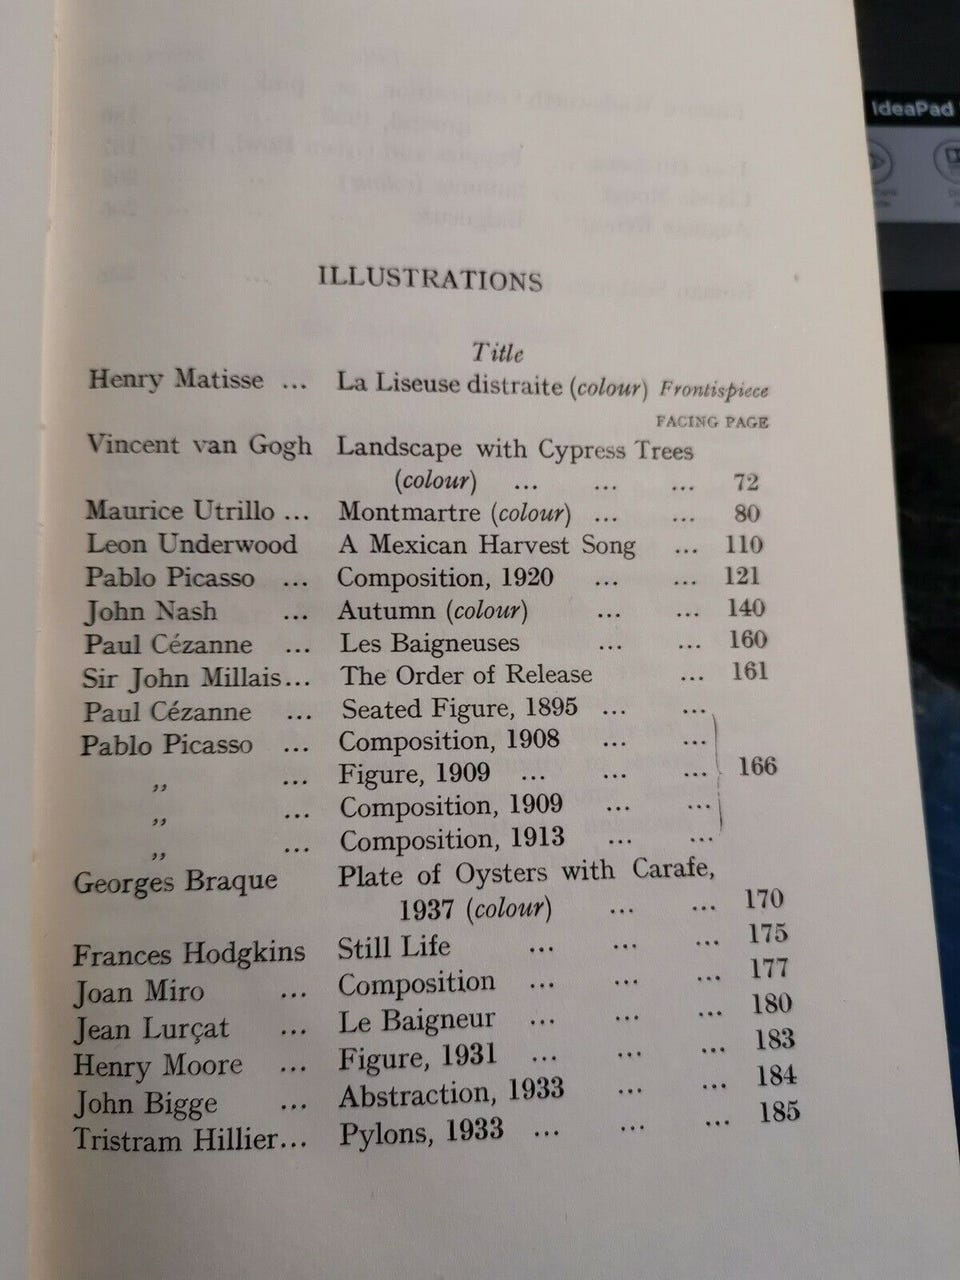 IdeaPad
ILLUSTRATIONS
Title
Henry Matisse ... La Liseuse distraite (colour) Frontispiece
FACING PAGE
Vincent van Gogh Landscape with Cypress Trees
(colour) ... ... ... 72
Maurice Utrillo ... Montmartre (colour) ... ... 80
Leon Underwood A Mexican Harvest Song ... 110
Pablo Picasso ... Composition, 1920 ... ... 121
John Nash ... Autumn (colour) ... ... 140
Paul Cézanne ... Les Baigneuses ... ... 160
Sir John Millais ... The Order of Release ... 161
Paul Cézanne ... Seated Figure, 1895 ... ...
Pablo Picasso ... Composition, 1908 ... ...
,, ... Figure, 1909 ... ... ... 166
,, ... Composition, 1909 ... ...
,, ... Composition, 1913 ... ...
Georges Braque Plate of Oysters with Carafe,
1937 (colour) ... ... 170
Frances Hodgkins Still Life ... ... ... 175
Joan Miro ... Composition ... ... ... 177
Jean Lurçat ... Le Baigneur ... ... ... 180
Henry Moore ... Figure, 1931 ... ... ... 183
John Bigge ... Abstraction, 1933 ... ... 184
Tristram Hillier ... Pylons, 1933 ... ... ... 185